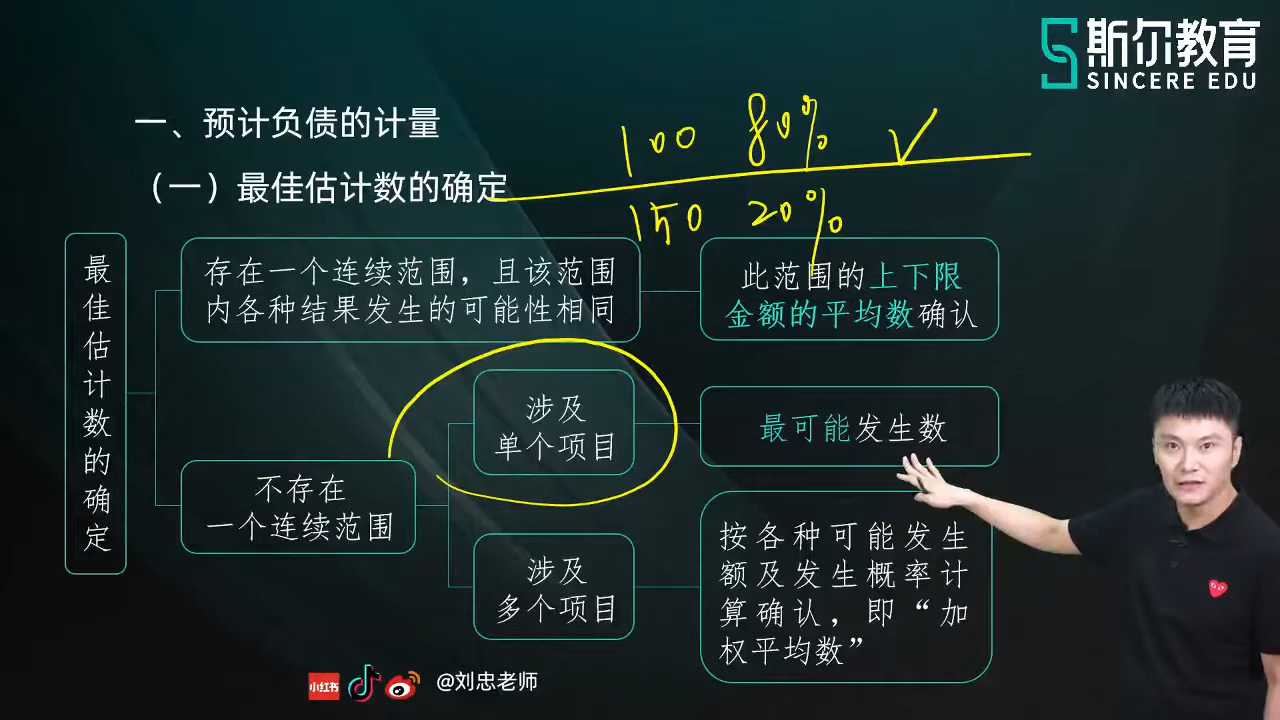 斯尔教育
SINCERE EDU
一、预计负债的计量
100 80% ✓
（一）最佳估计数的确定
150 20%
最佳估计数的确定
存在一个连续范围，且该范围
内各种结果发生的可能性相同
此范围的上下限
金额的平均数确认
涉及
单个项目
最可能发生数
不存在
一个连续范围
涉及
多个项目
按各种可能发生
额及发生概率计
算确认，即“加
权平均数”
小红书
@刘忠老师